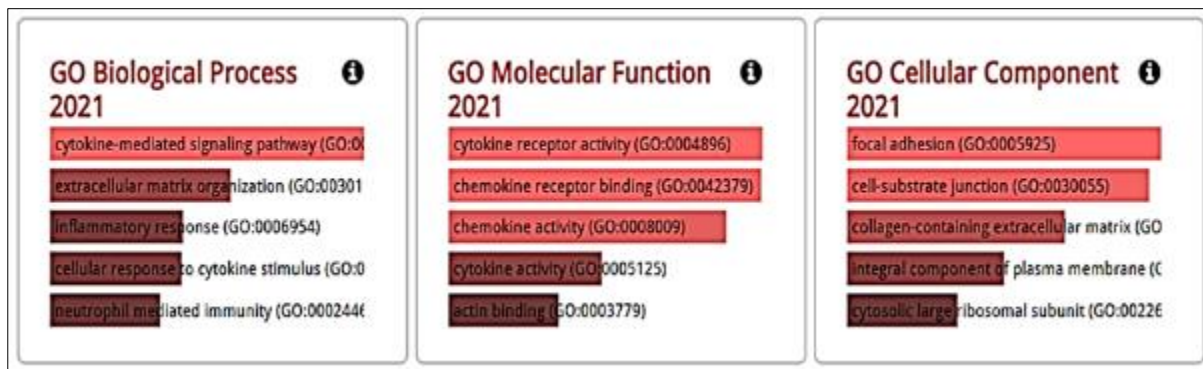 GO Biological Process
2021
cytokine-mediated signaling pathway (GO:00
extracellular matrix organization (GO:00301
inflammatory response (GO:0006954)
cellular response to cytokine stimulus (GO:0
neutrophil mediated immunity (GO:0002446
GO Molecular Function
2021
cytokine receptor activity (GO:0004896)
chemokine receptor binding (GO:0042379)
chemokine activity (GO:0008009)
cytokine activity (GO:0005125)
actin binding (GO:0003779)
GO Cellular Component
2021
focal adhesion (GO:0005925)
cell-substrate junction (GO:0030055)
collagen-containing extracellular matrix (GO
integral component of plasma membrane (G
cytosolic large ribosomal subunit (GO:00226